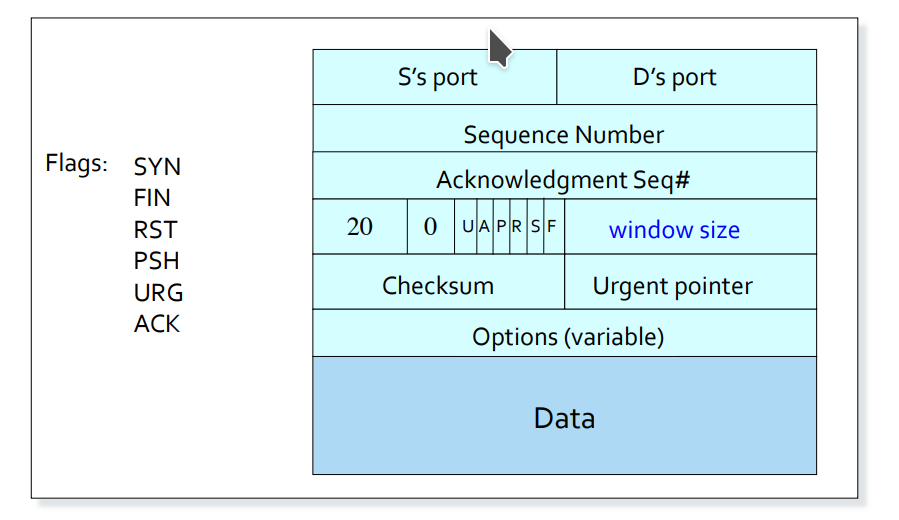 Flags:
SYN
FIN
RST
PSH
URG
ACK
S’s port
D’s port
Sequence Number
Acknowledgment Seq#
20
0
U A P R S F
window size
Checksum
Urgent pointer
Options (variable)
Data